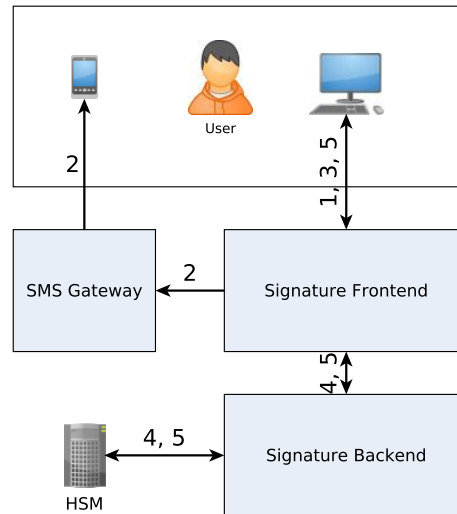 User
2
1, 3, 5
SMS Gateway
2
Signature Frontend
4, 5
4, 5
Signature Backend
HSM